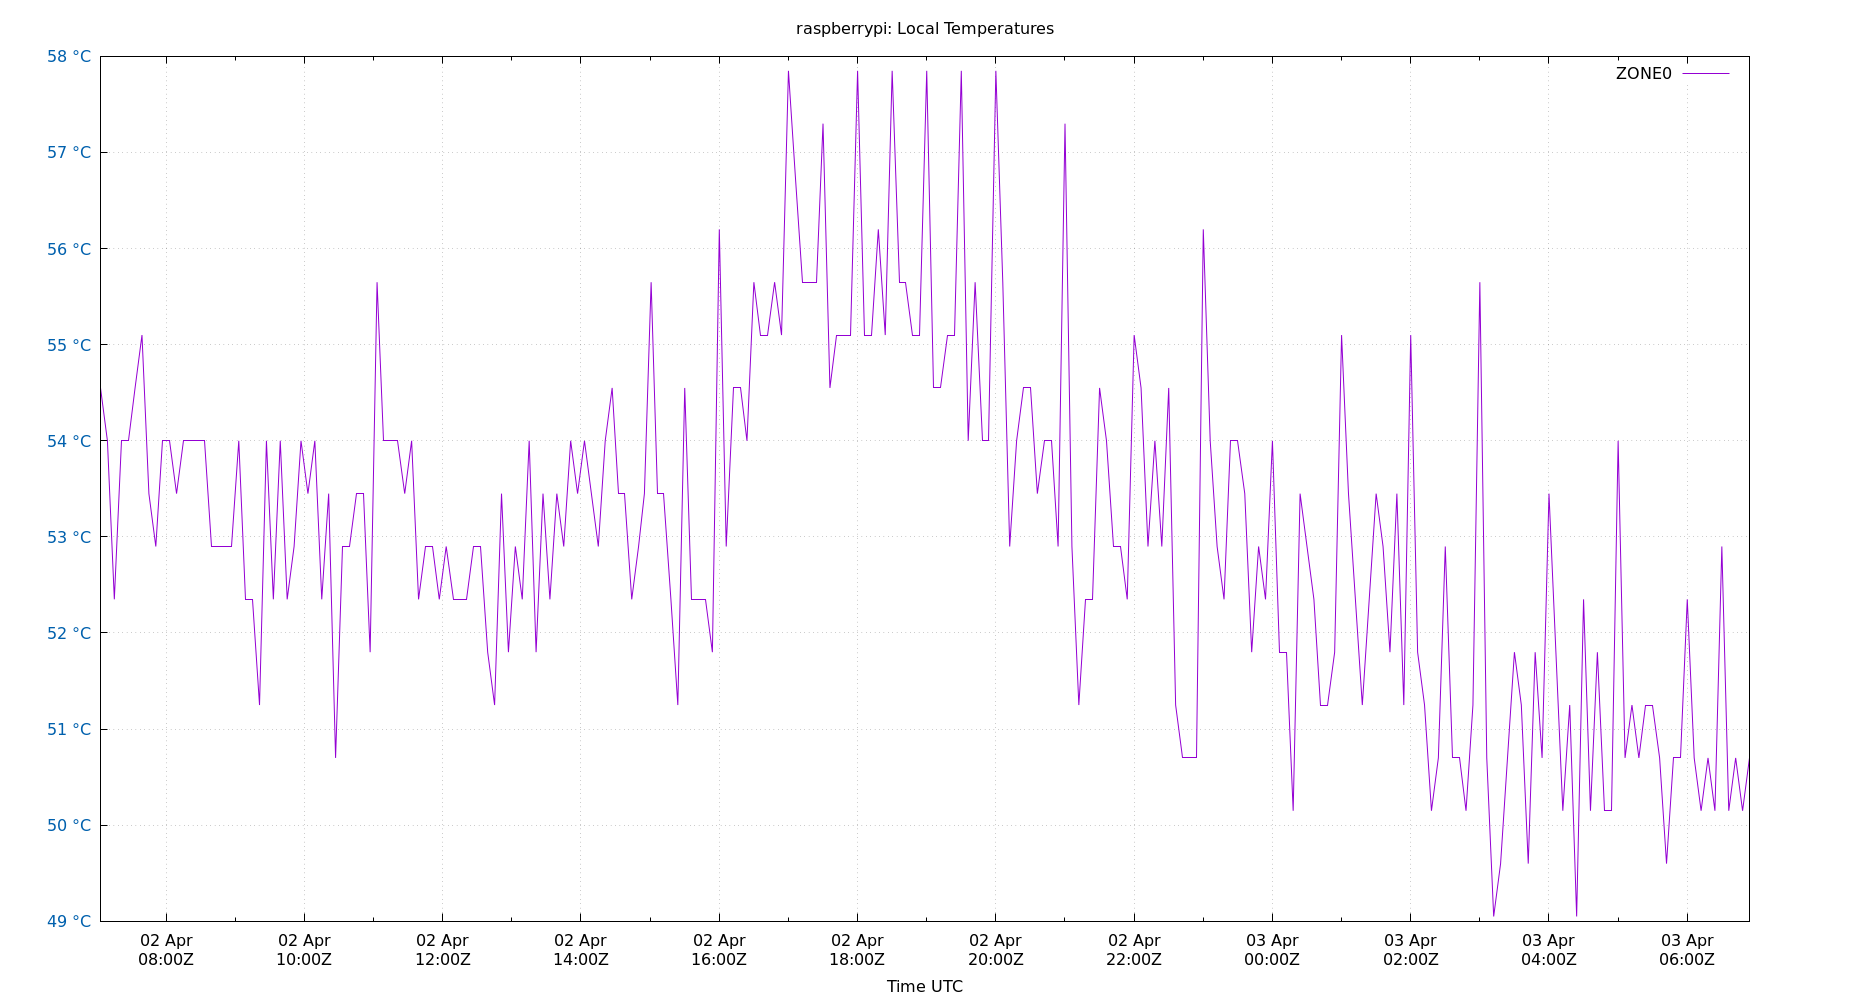 raspberrypi: Local Temperatures
58 °C
57 °C
56 °C
55 °C
54 °C
53 °C
52 °C
51 °C
50 °C
49 °C
ZONE0
02 Apr 02 Apr 02 Apr 02 Apr 02 Apr 02 Apr 02 Apr 02 Apr 03 Apr 03 Apr 03 Apr 03 Apr
08:00Z 10:00Z 12:00Z 14:00Z 16:00Z 18:00Z 20:00Z 22:00Z 00:00Z 02:00Z 04:00Z 06:00Z
Time UTC